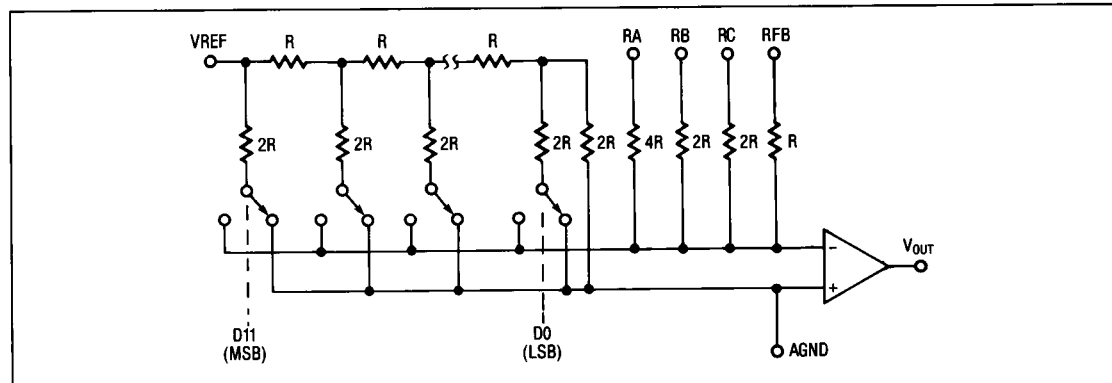 VREF R R R RA RB RC RFB
2R 2R 2R 2R 2R 4R 2R 2R R
- VOUT
+
D11 D0 AGND
(MSB) (LSB)